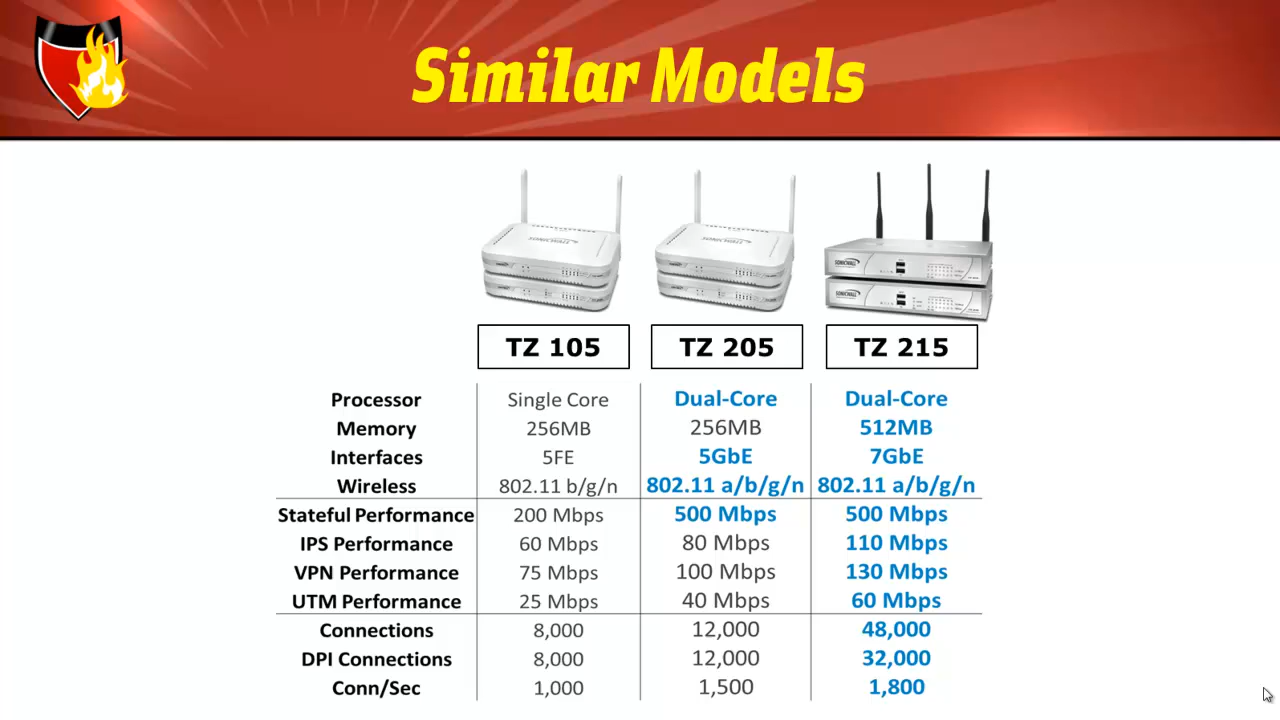 Similar Models
SONICWALL
SONICWALL
TZ 105 TZ 205 TZ 215
Processor Single Core Dual-Core Dual-Core
Memory 256MB 256MB 512MB
Interfaces 5FE 5GbE 7GbE
Wireless 802.11 b/g/n 802.11 a/b/g/n 802.11 a/b/g/n
Stateful Performance 200 Mbps 500 Mbps 500 Mbps
IPS Performance 60 Mbps 80 Mbps 110 Mbps
VPN Performance 75 Mbps 100 Mbps 130 Mbps
UTM Performance 25 Mbps 40 Mbps 60 Mbps
Connections 8,000 12,000 48,000
DPI Connections 8,000 12,000 32,000
Conn/Sec 1,000 1,500 1,800